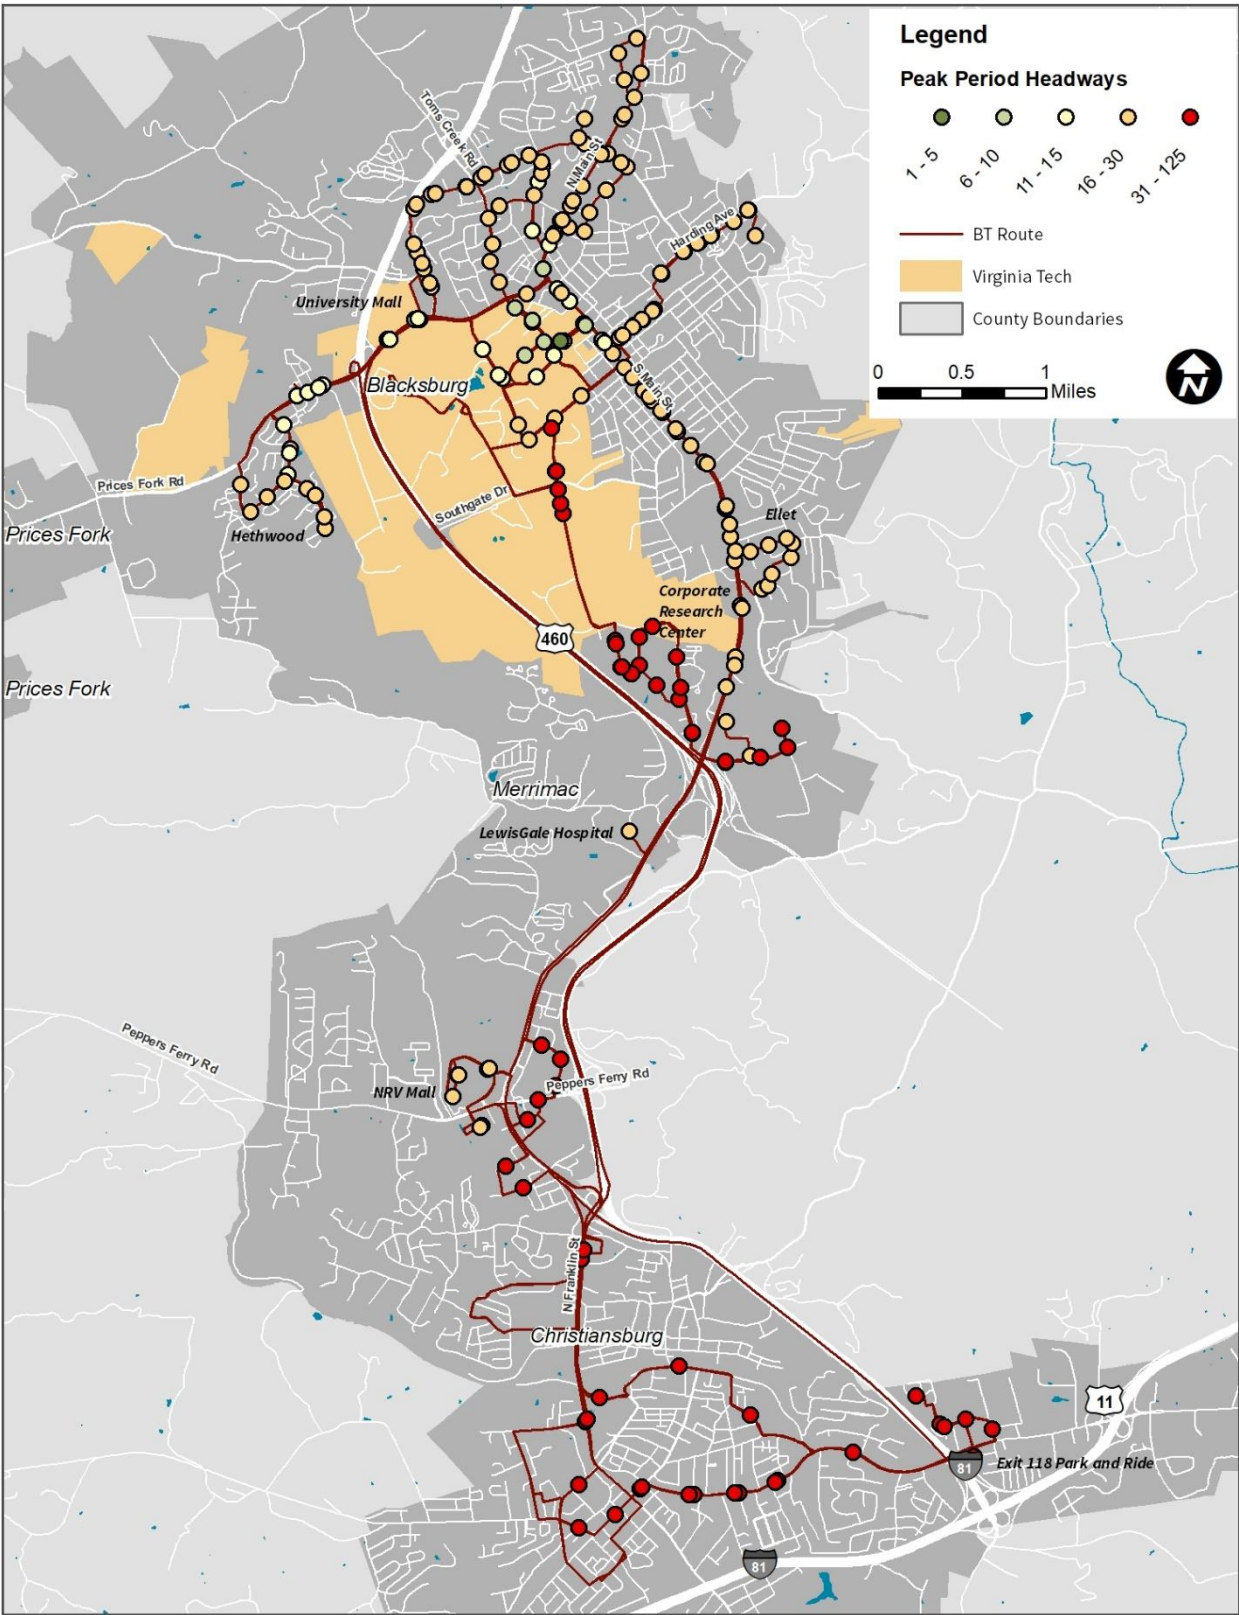 Legend
Peak Period Headways
1 - 5
6 - 10
11 - 15
16 - 30
31 - 125
BT Route
Virginia Tech
County Boundaries
0 0.5 1
Miles
N
Toms Creek Rd
N Main St
Harding Ave
University Mall
Blacksburg
S Main St
Prices Fork Rd
Southgate Dr
Ellet
Prices Fork
Hethwood
Corporate
Research
Center
460
Prices Fork
Merrimac
LewisGale Hospital
Peppers Ferry Rd
Peppers Ferry Rd
NRV Mall
N Franklin St
Christiansburg
11
81
Exit 118 Park and Ride
81